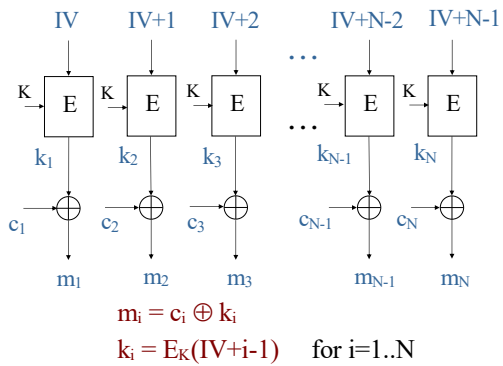 IV IV+1 IV+2 ... IV+N-2 IV+N-1
K E K E K E ... K E K E
k₁ k₂ k₃ kN-1 kN
c₁ c₂ c₃ cN-1 cN
m₁ m₂ m₃ mN-1 mN
mᵢ = cᵢ ⊕ kᵢ
kᵢ = EK(IV+i-1) for i=1..N